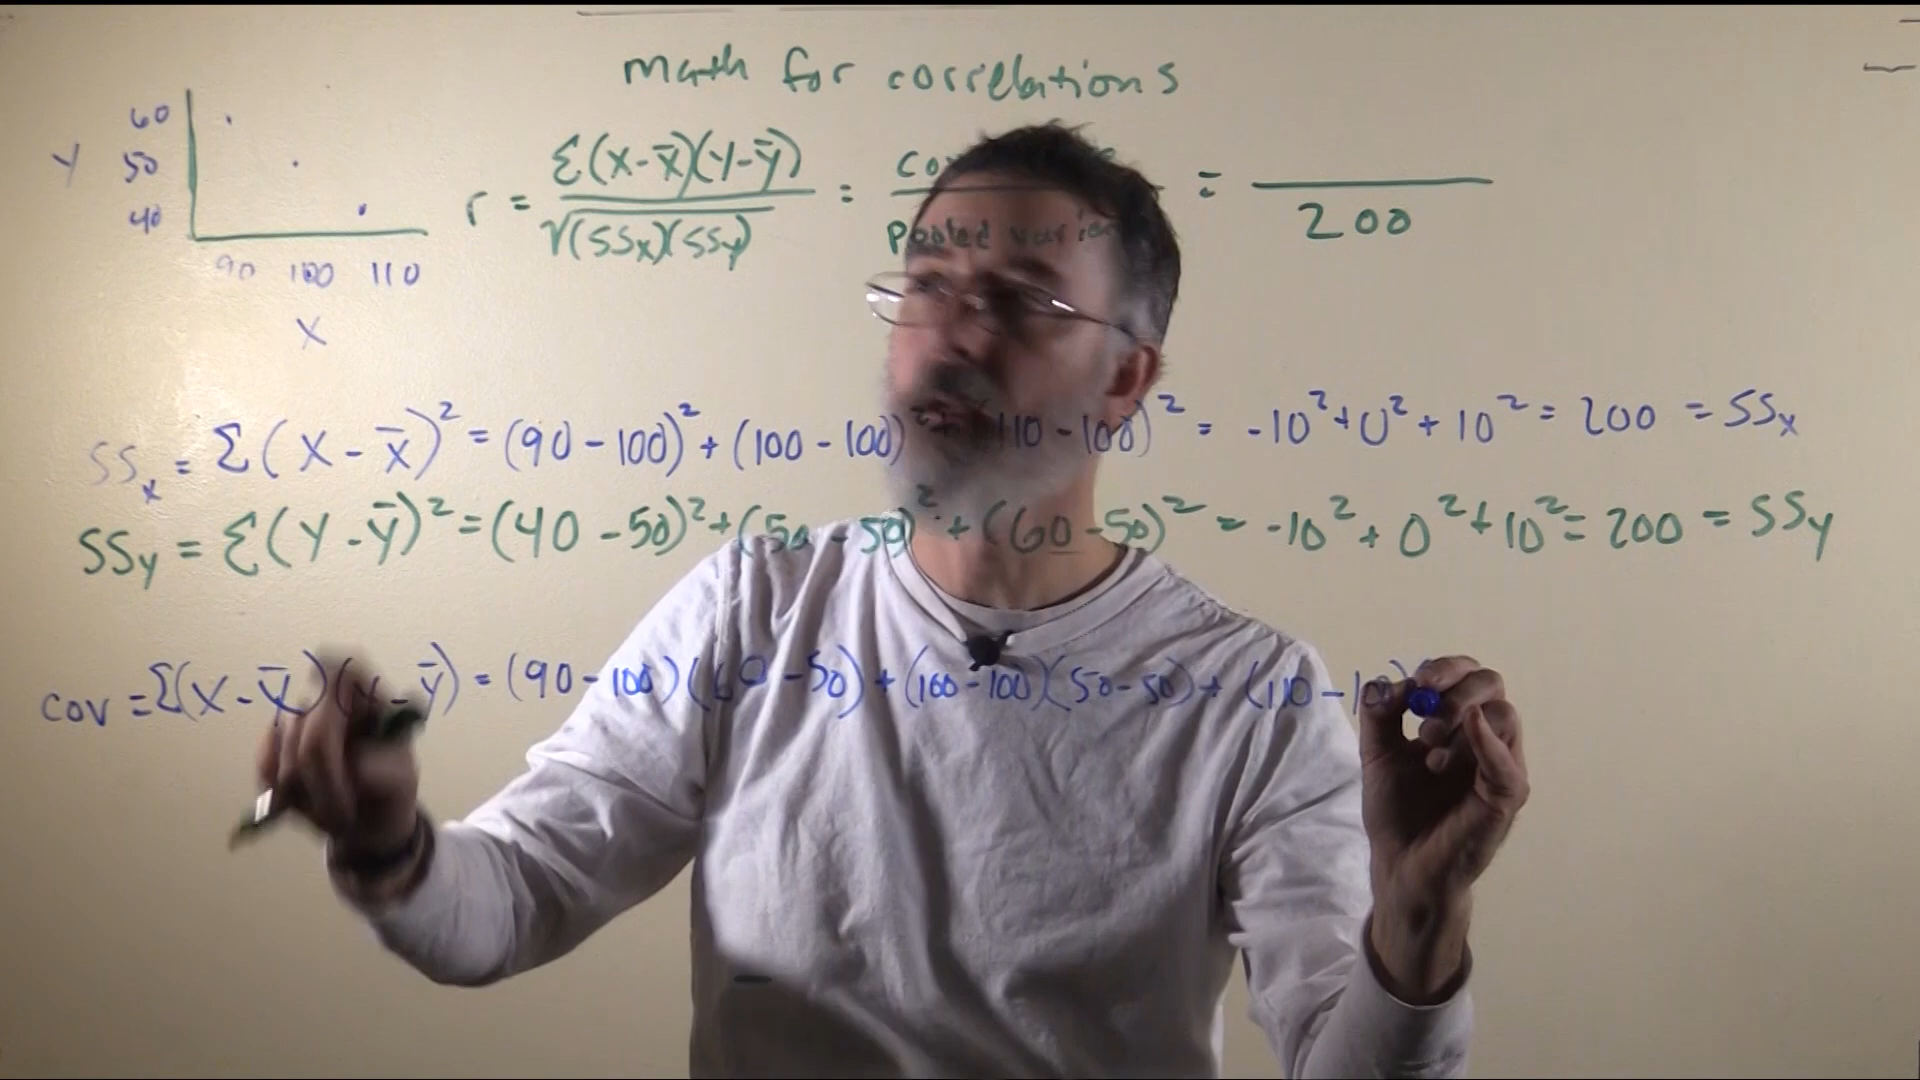 math for correlations
60
Y 50
40
90 100 110
X
r = Σ(X-X̄)(Y-Ȳ) / √(SSx)(SSy) = / pooled = / 200
SSx = Σ(X - X̄)² = (90 - 100)² + (100 - 100)² + (110 - 100)² = -10² + 0² + 10² = 200 = SSx
SSy = Σ(Y - Ȳ)² = (40 - 50)² + (50 - 50)² + (60 - 50)² = -10² + 0² + 10² = 200 = SSy
cov = Σ(X - X̄)(Y - Ȳ) = (90 - 100)(60 - 50) + (100 - 100)(50 - 50) + (110 - 100)(